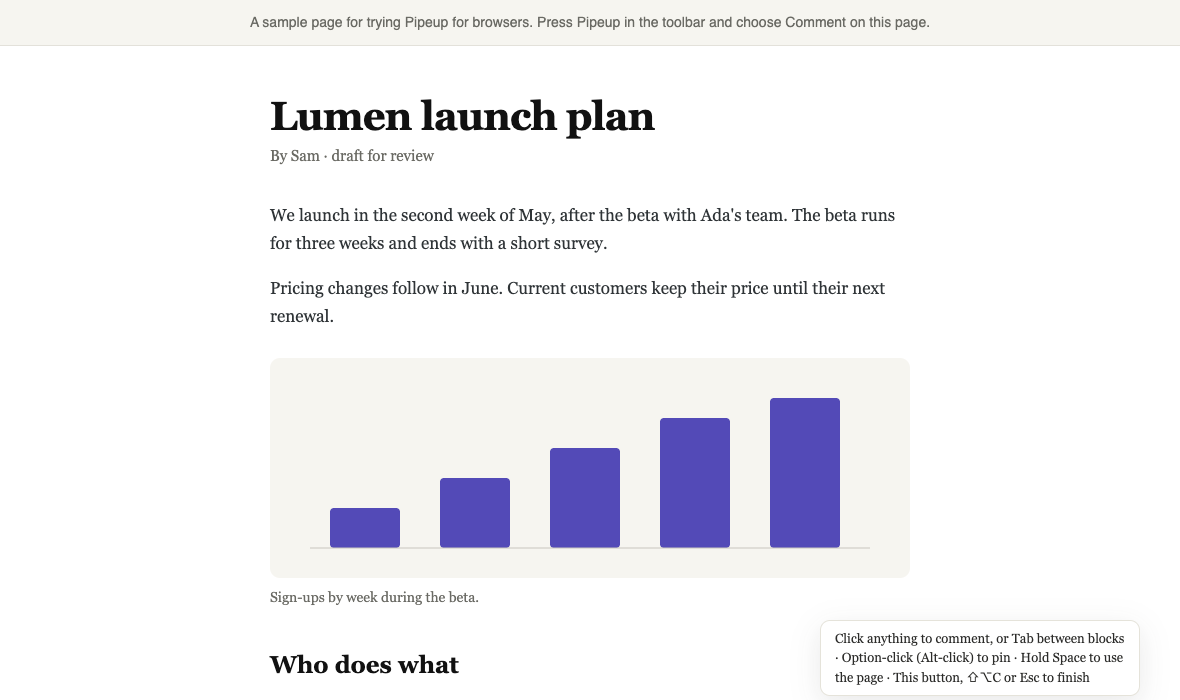 A sample page for trying Pipeup for browsers. Press Pipeup in the toolbar and choose Comment on this page.
Lumen launch plan
By Sam · draft for review
We launch in the second week of May, after the beta with Ada's team. The beta runs
for three weeks and ends with a short survey.
Pricing changes follow in June. Current customers keep their price until their next
renewal.
Sign-ups by week during the beta.
Who does what
Click anything to comment, or Tab between blocks
· Option-click (Alt-click) to pin · Hold Space to use
the page · This button, ⇧⌥C or Esc to finish